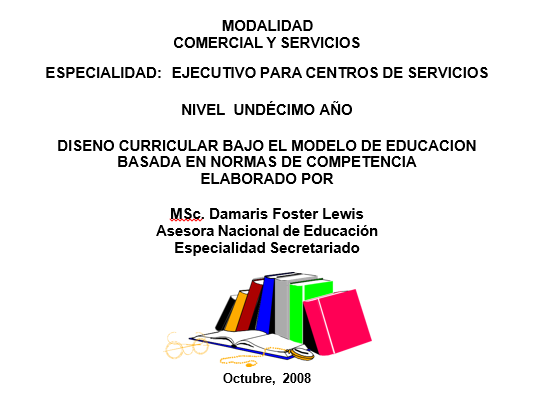 MODALIDAD
COMERCIAL Y SERVICIOS
ESPECIALIDAD: EJECUTIVO PARA CENTROS DE SERVICIOS
NIVEL UNDÉCIMO AÑO
DISENO CURRICULAR BAJO EL MODELO DE EDUCACION
BASADA EN NORMAS DE COMPETENCIA
ELABORADO POR
MSc. Damaris Foster Lewis
Asesora Nacional de Educación
Especialidad Secretariado
Octubre, 2008